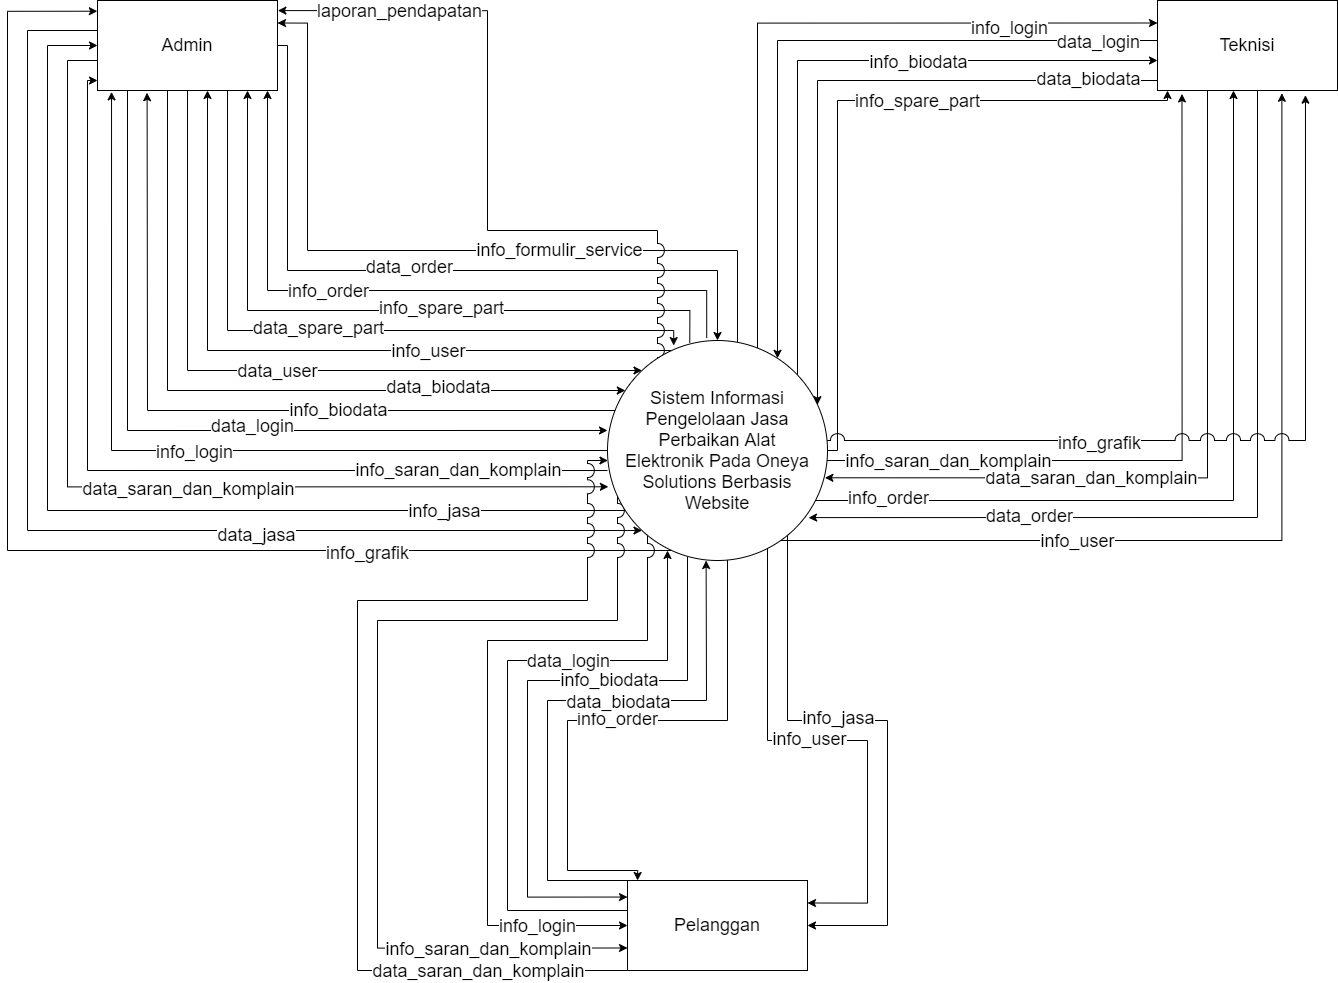 laporan_pendapatan
Admin
info_login
Teknisi
data_login
info_biodata
data_biodata
info_spare_part
info_formulir_service
data_order
info_order
info_spare_part
data_spare_part
info_user
data_user
data_biodata
info_biodata
data_login
info_login
info_saran_dan_komplain
data_saran_dan_komplain
info_jasa
data_jasa
info_grafik
Sistem Informasi
Pengelolaan Jasa
Perbaikan Alat
Elektronik Pada Oneya
Solutions Berbasis
Website
info_grafik
info_saran_dan_komplain
data_saran_dan_komplain
info_order
data_order
info_user
data_login
info_biodata
data_biodata
info_order
info_jasa
info_user
Pelanggan
info_login
info_saran_dan_komplain
data_saran_dan_komplain